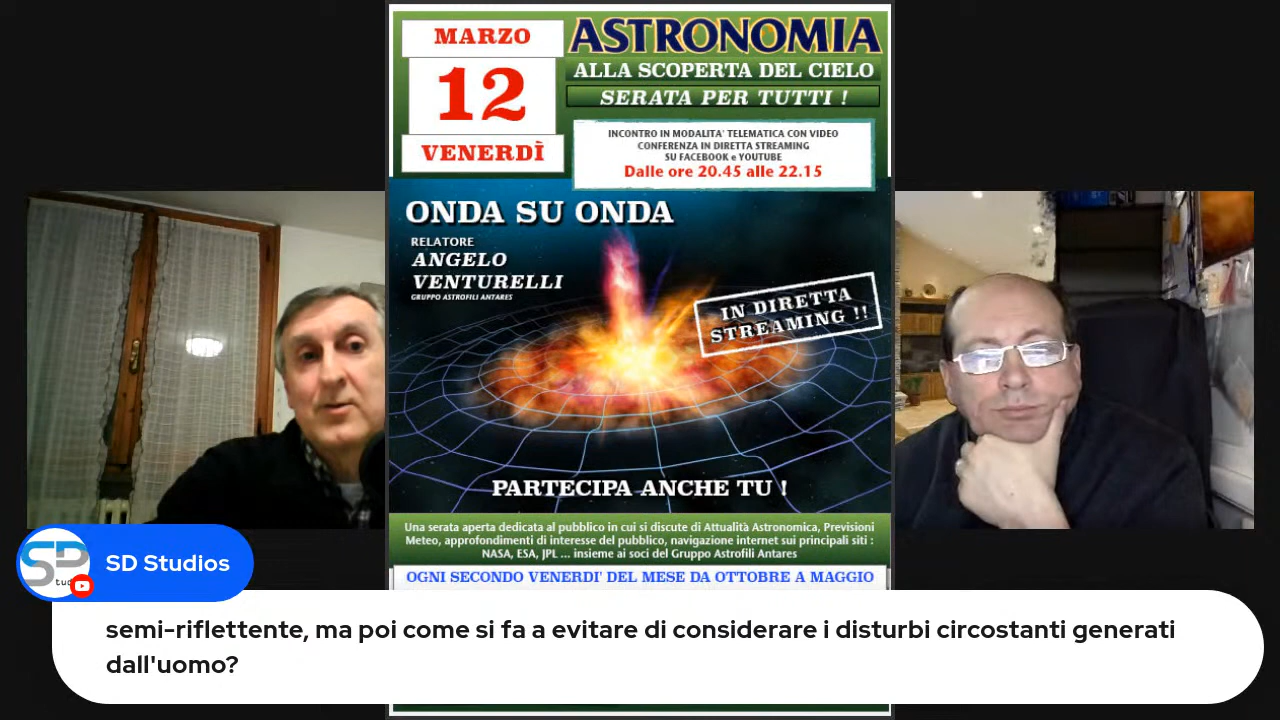 MARZO
12
VENERDÌ
ASTRONOMIA
ALLA SCOPERTA DEL CIELO
SERATA PER TUTTI !
INCONTRO IN MODALITA' TELEMATICA CON VIDEO
CONFERENZA IN DIRETTA STREAMING
SU FACEBOOK e YOUTUBE
Dalle ore 20.45 alle 22.15
ONDA SU ONDA
RELATORE
ANGELO
VENTURELLI
GRUPPO ASTROFILI ANTARES
IN DIRETTA
STREAMING !!
PARTECIPA ANCHE TU !
Una serata aperta dedicata al pubblico in cui si discute di Attualità Astronomica, Previsioni
Meteo, approfondimenti di interesse del pubblico, navigazione internet sui principali siti :
NASA, ESA, JPL ... insieme ai soci del Gruppo Astrofili Antares
OGNI SECONDO VENERDI' DEL MESE DA OTTOBRE A MAGGIO
SD
studios
SD Studios
semi-riflettente, ma poi come si fa a evitare di considerare i disturbi circostanti generati
dall'uomo?